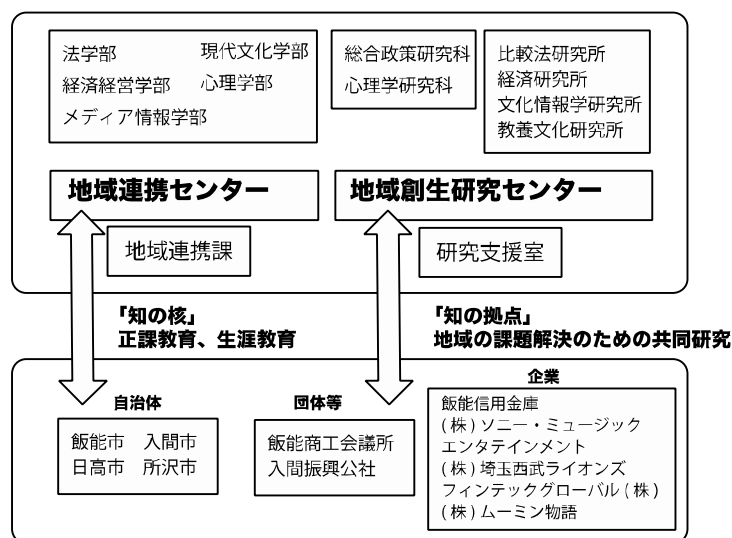 法学部　現代文化学部
経済経営学部　心理学部
メディア情報学部
総合政策研究科
心理学研究科
比較法研究所
経済研究所
文化情報学研究所
教養文化研究所
地域連携センター
地域創生研究センター
地域連携課
研究支援室
「知の核」
正課教育、生涯教育
「知の拠点」
地域の課題解決のための共同研究
自治体
飯能市　入間市
日高市　所沢市
団体等
飯能商工会議所
入間振興公社
企業
飯能信用金庫
(株)ソニー・ミュージック
エンタテインメント
(株)埼玉西武ライオンズ
フィンテックグローバル(株)
(株)ムーミン物語